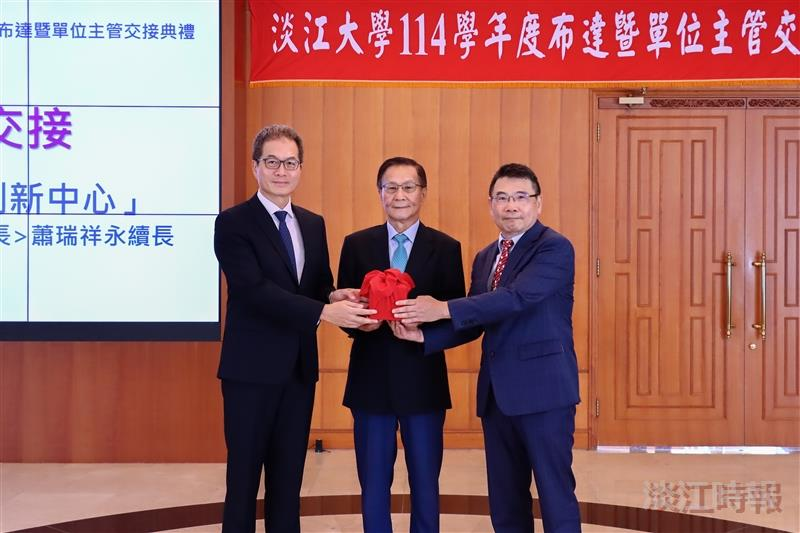 布達暨單位主管交接典禮
交接
創新中心」
長>蕭瑞祥永續長
淡江大學114學年度布達暨單位主管交
淡江時報